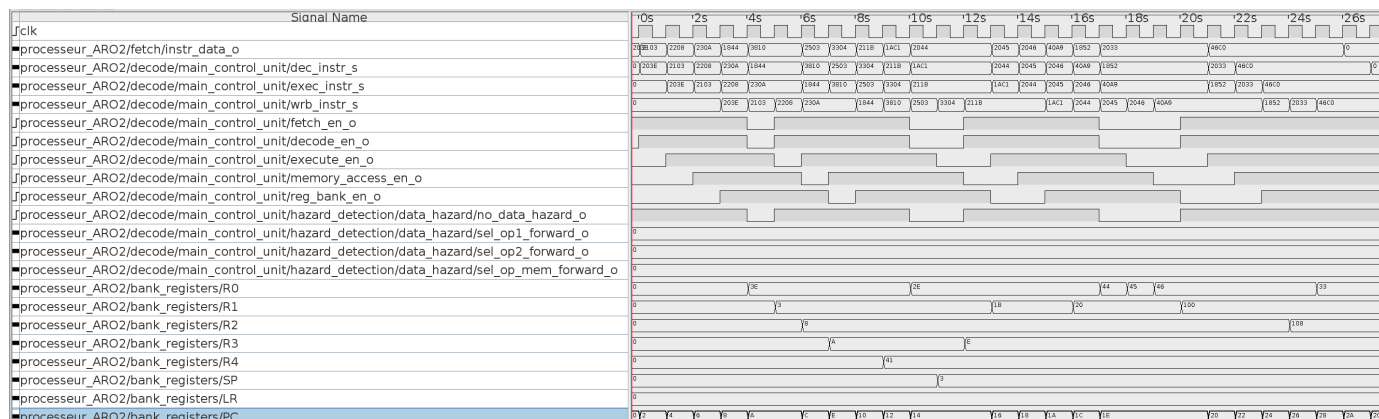 Signal Name 0s 2s 4s 6s 8s 10s 12s 14s 16s 18s 20s 22s 24s 26s
clk
processeur_ARO2/fetch/instr_data_o 2103 2208 230A 1844 3810 2503 3304 211B 1AC1 2044 2045 2046 40A9 1852 2033 46C0 0
processeur_ARO2/decode/main_control_unit/dec_instr_s 0 203E 2103 2208 230A 1844 3810 2503 3304 211B 1AC1 2044 2045 2046 40A9 1852 2033 46C0 0
processeur_ARO2/decode/main_control_unit/exec_instr_s 0 203E 2103 2208 230A 1844 3810 2503 3304 211B 1AC1 2044 2045 2046 40A9 1852 2033 46C0
processeur_ARO2/decode/main_control_unit/wrb_instr_s 0 203E 2103 2208 230A 1844 3810 2503 3304 211B 1AC1 2044 2045 2046 40A9 1852 2033 46C0
processeur_ARO2/decode/main_control_unit/fetch_en_o
processeur_ARO2/decode/main_control_unit/decode_en_o
processeur_ARO2/decode/main_control_unit/execute_en_o
processeur_ARO2/decode/main_control_unit/memory_access_en_o
processeur_ARO2/decode/main_control_unit/reg_bank_en_o
processeur_ARO2/decode/main_control_unit/hazard_detection/data_hazard/no_data_hazard_o
processeur_ARO2/decode/main_control_unit/hazard_detection/data_hazard/sel_op1_forward_o 0
processeur_ARO2/decode/main_control_unit/hazard_detection/data_hazard/sel_op2_forward_o 0
processeur_ARO2/decode/main_control_unit/hazard_detection/data_hazard/sel_op_mem_forward_o 0
processeur_ARO2/bank_registers/R0 0 3E 2E 44 45 46 33
processeur_ARO2/bank_registers/R1 0 3 1B 20 100
processeur_ARO2/bank_registers/R2 0 8 108
processeur_ARO2/bank_registers/R3 0 A E
processeur_ARO2/bank_registers/R4 0 41
processeur_ARO2/bank_registers/SP 0 3
processeur_ARO2/bank_registers/LR 0
processeur_ARO2/bank_registers/PC 0 2 4 6 8 A C E 10 12 14 16 18 1A 1C 1E 20 22 24 26 28 2A